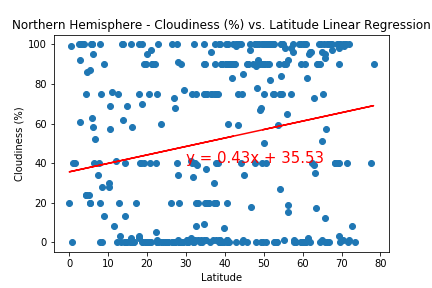 Northern Hemisphere - Cloudiness (%) vs. Latitude Linear Regression
Cloudiness (%)
100
80
60
40
20
0
y = 0.43x + 35.53
0 10 20 30 40 50 60 70 80
Latitude